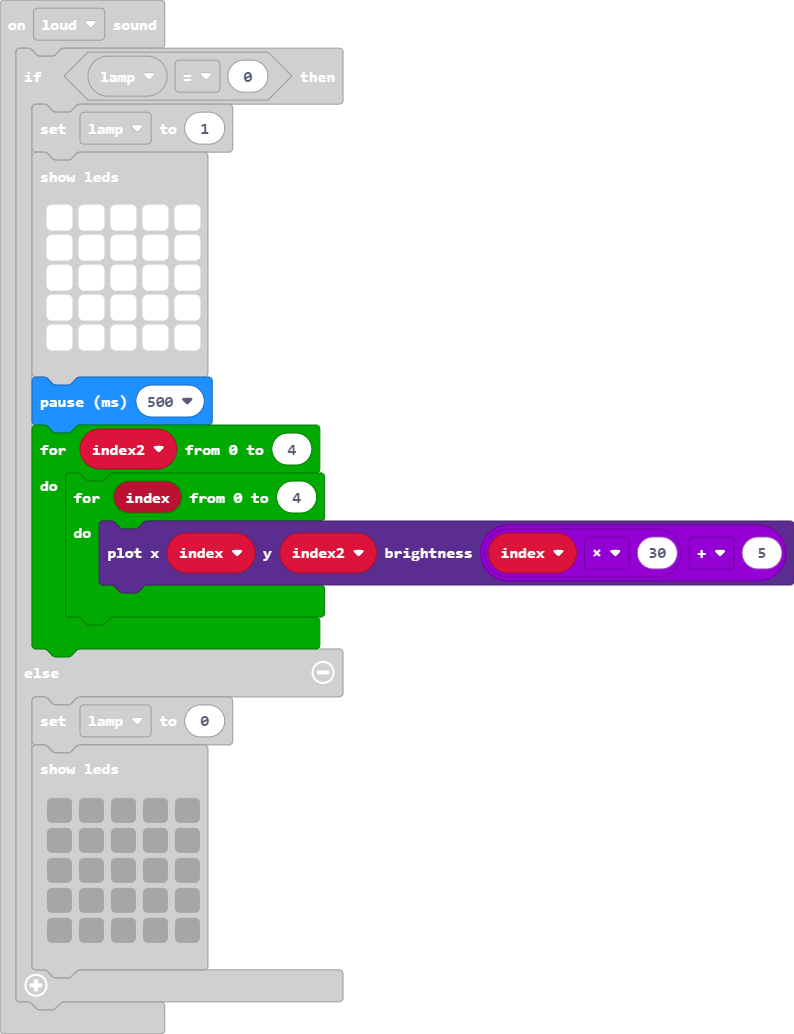 on loud sound
if lamp = 0 then
set lamp to 1
show leds
pause (ms) 500
for index2 from 0 to 4
do
for index from 0 to 4
do
plot x index y index2 brightness index × 30 + 5
else
set lamp to 0
show leds